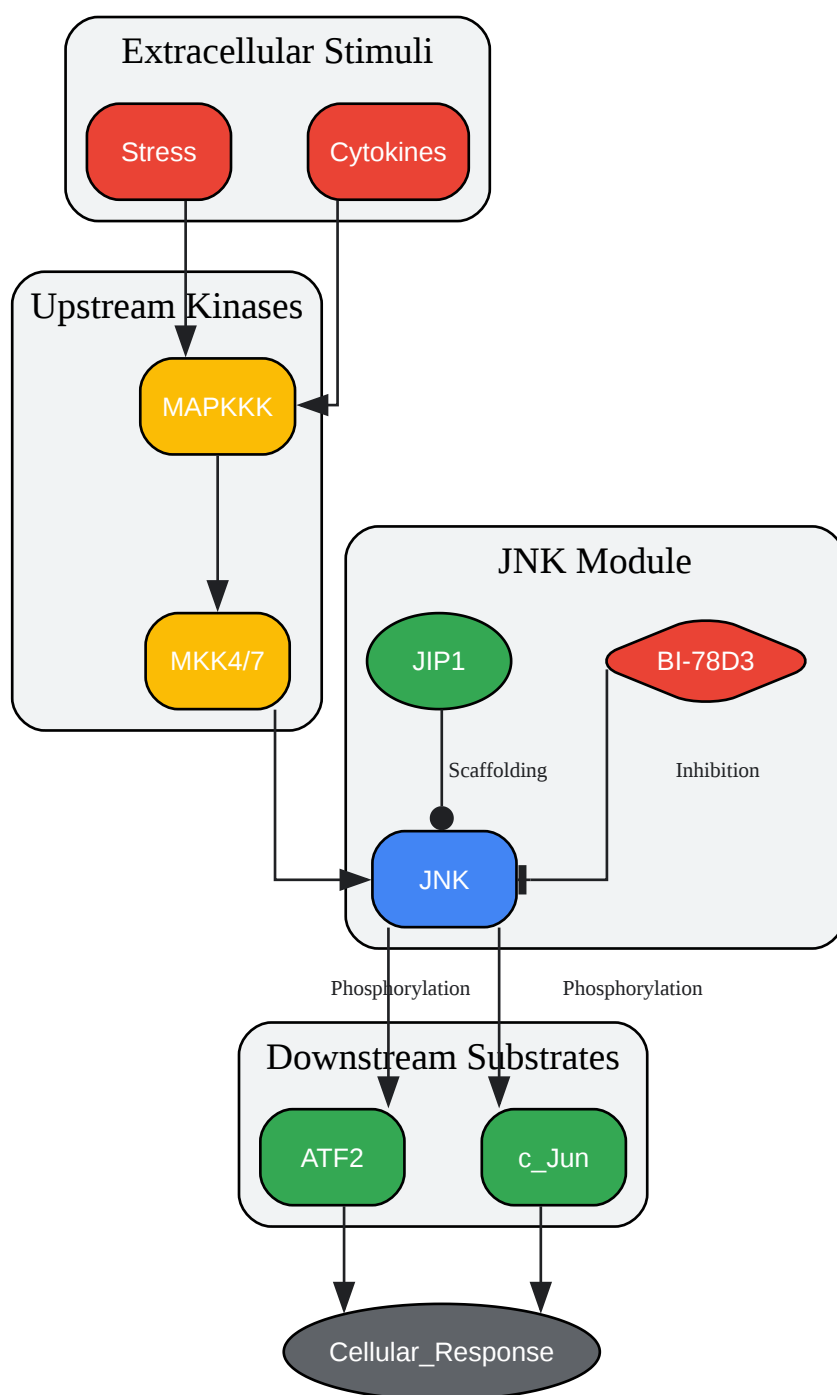 Extracellular Stimuli
Stress
Cytokines
Upstream Kinases
MAPKKK
MKK4/7
JNK Module
JIP1
BI-78D3
Scaffolding
Inhibition
JNK
Phosphorylation
Phosphorylation
Downstream Substrates
ATF2
c_Jun
Cellular_Response